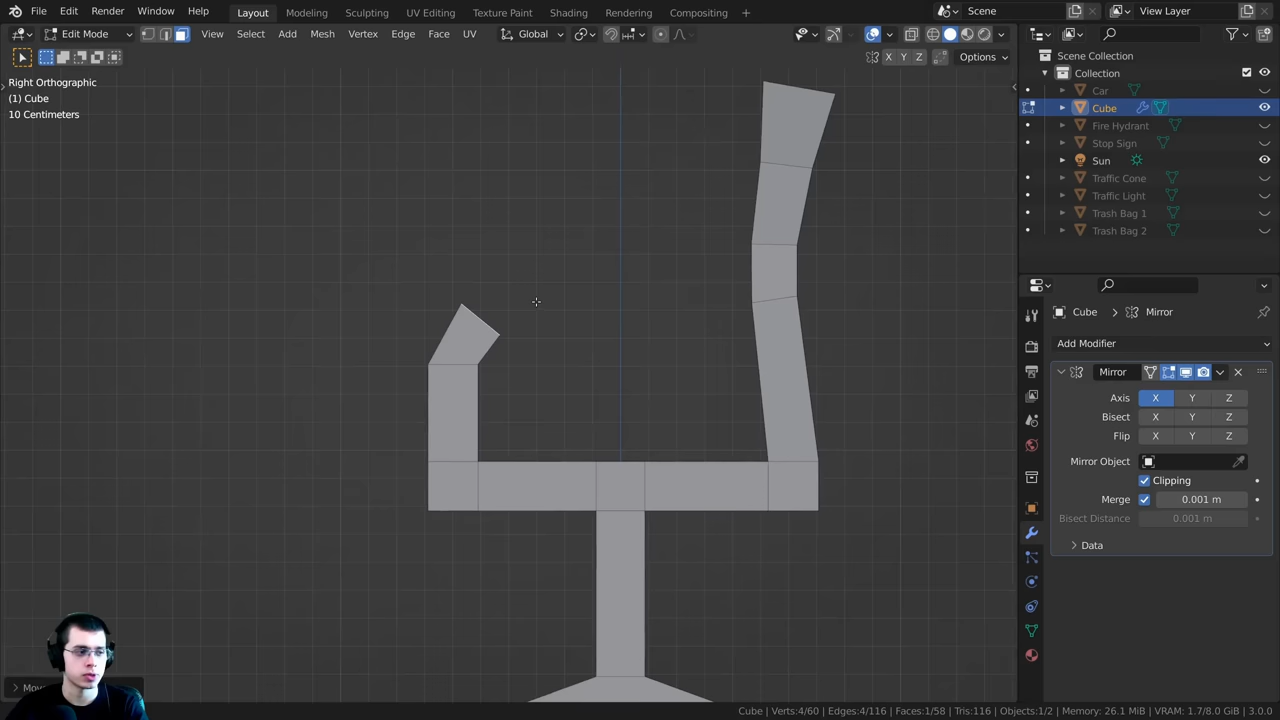 File Edit Render Window Help Layout Modeling Sculpting UV Editing Texture Paint Shading Rendering Compositing + Scene View Layer
Edit Mode View Select Add Mesh Vertex Edge Face UV Global
X Y Z Options
Right Orthographic
(1) Cube
10 Centimeters
Scene Collection
Collection
Car
Cube
Fire Hydrant
Stop Sign
Sun
Traffic Cone
Traffic Light
Trash Bag 1
Trash Bag 2
Cube > Mirror
Add Modifier
Mirror
Axis X Y Z
Bisect X Y Z
Flip X Y Z
Mirror Object
Clipping
Merge 0.001 m
Bisect Distance 0.001 m
Data
Cube | Verts:4/60 | Edges:4/116 | Faces:1/58 | Tris:116 | Objects:1/2 | Memory: 26.1 MiB | VRAM: 1.7/8.0 GiB | 3.0.0